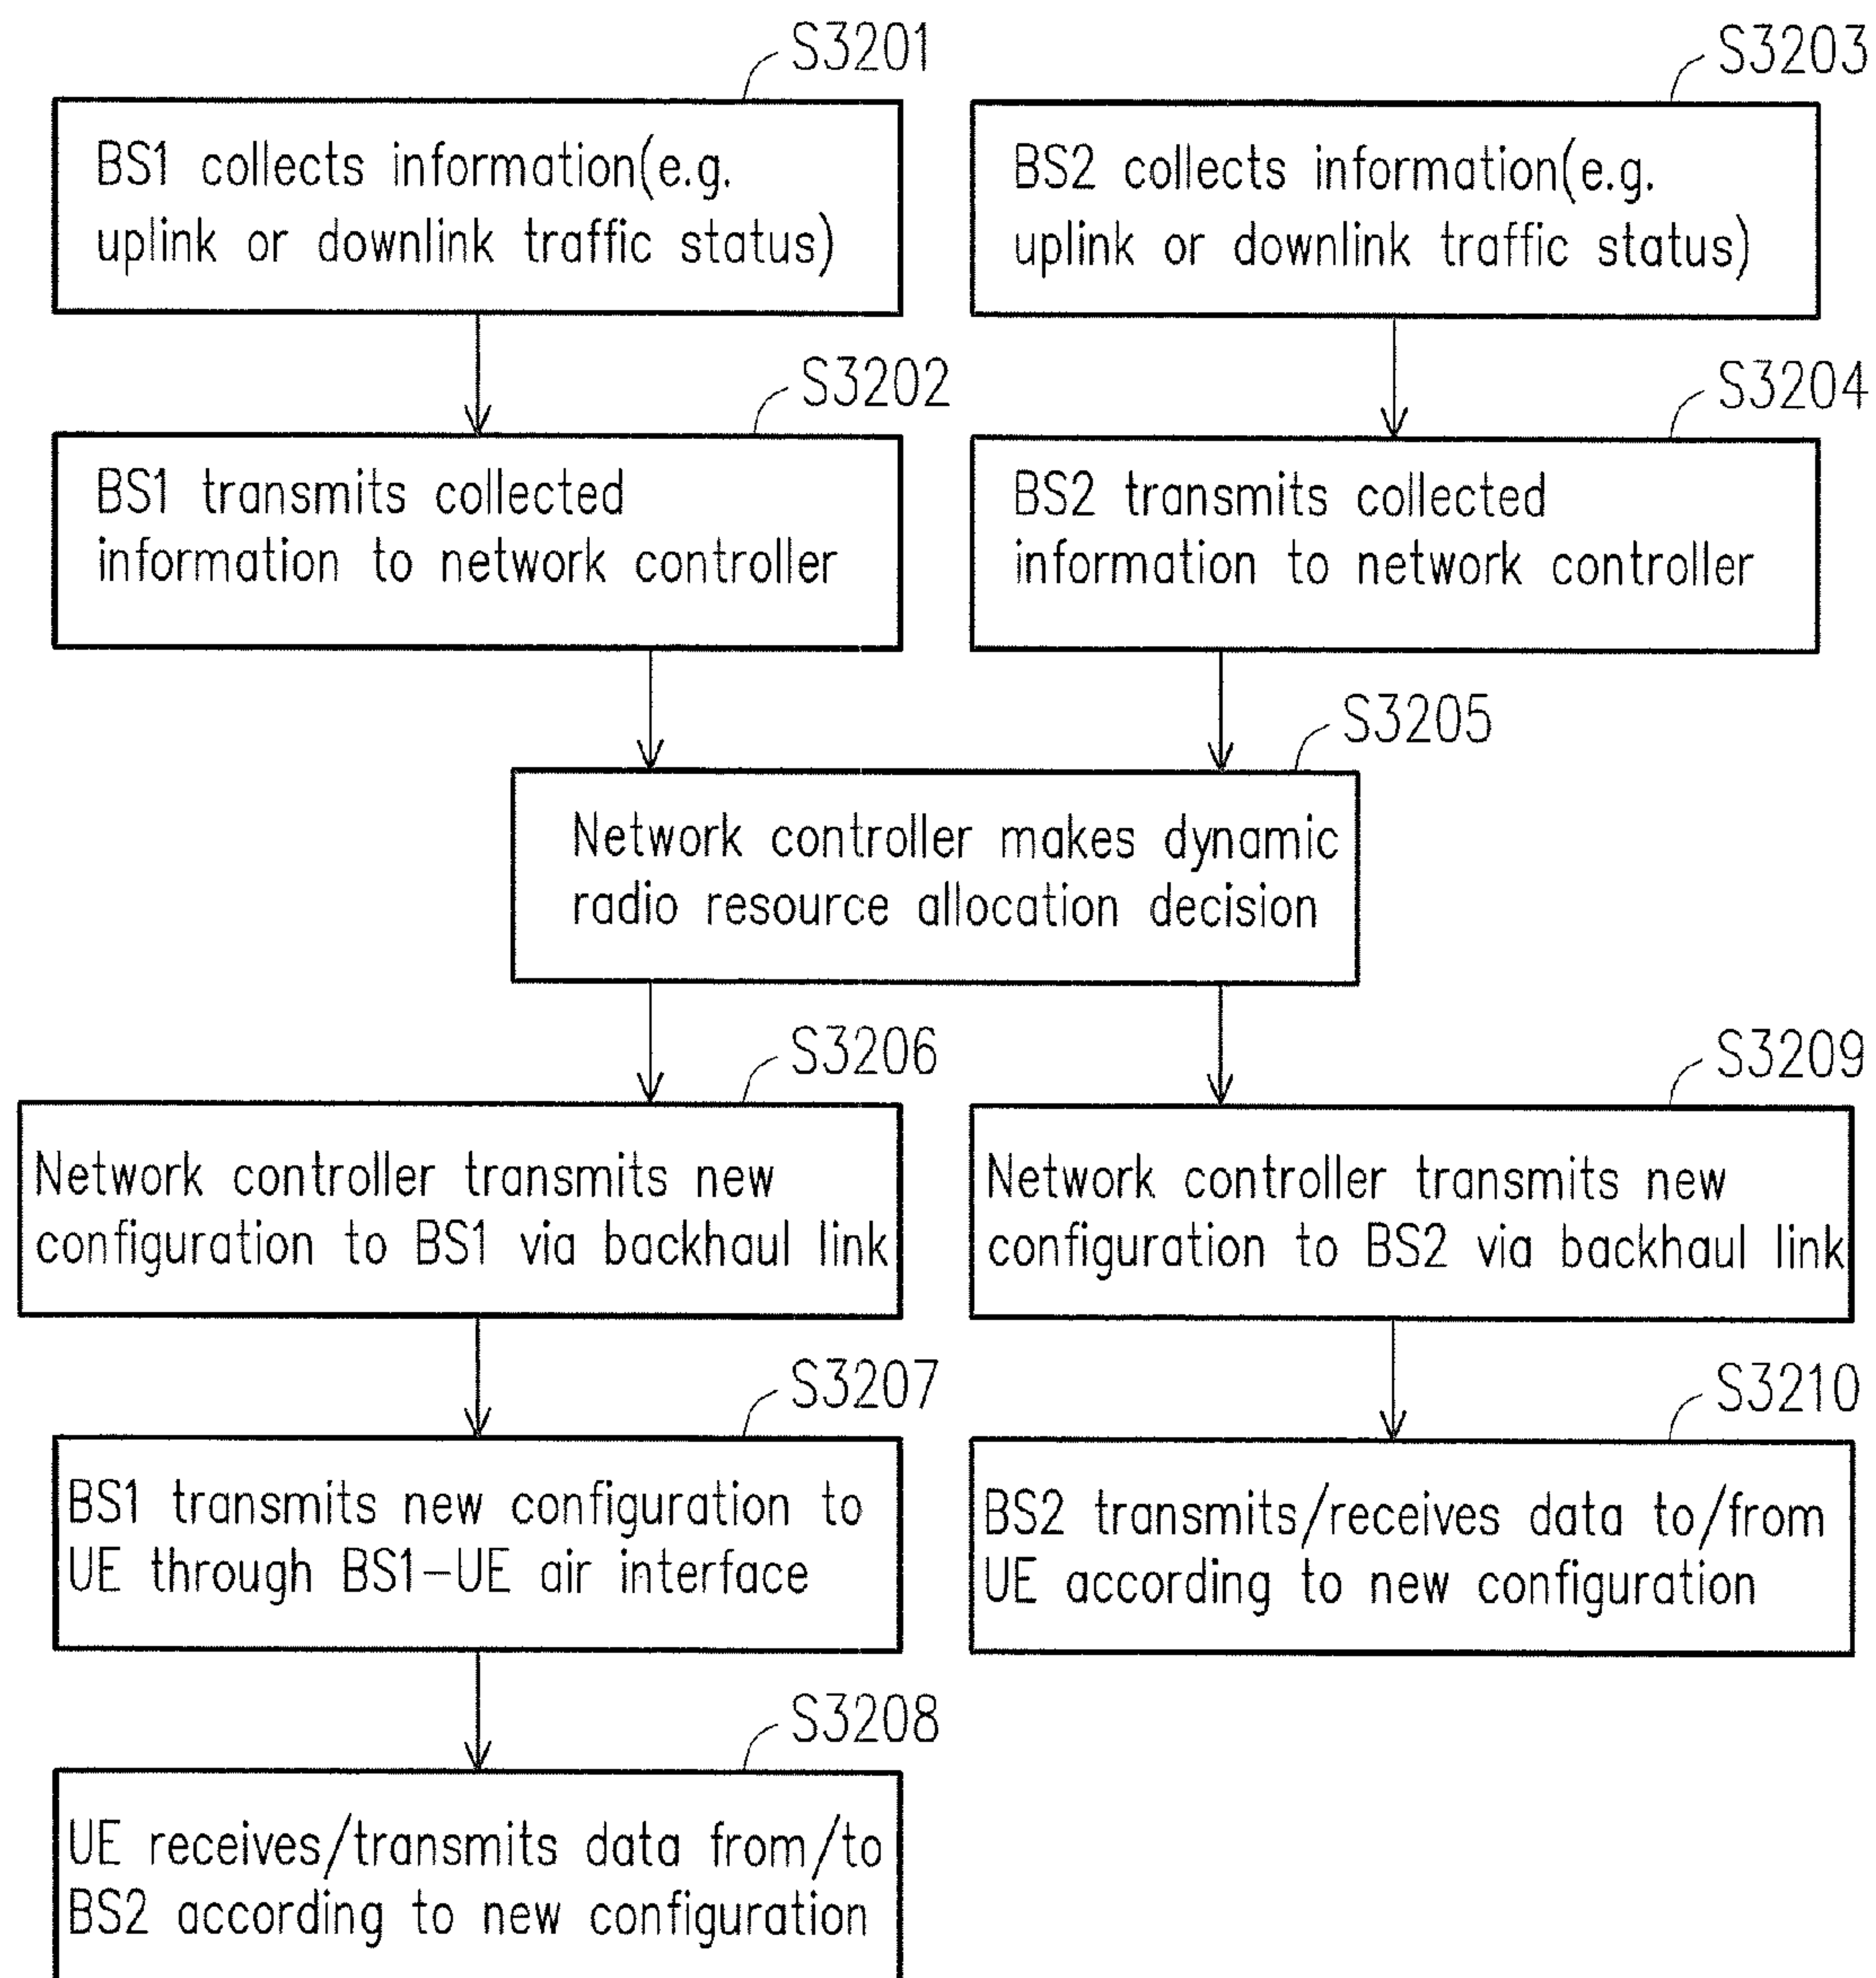 S3201
BS1 collects information(e.g.
uplink or downlink traffic status)
S3203
BS2 collects information(e.g.
uplink or downlink traffic status)
S3202
BS1 transmits collected
information to network controller
S3204
BS2 transmits collected
information to network controller
S3205
Network controller makes dynamic
radio resource allocation decision
S3206
Network controller transmits new
configuration to BS1 via backhaul link
S3209
Network controller transmits new
configuration to BS2 via backhaul link
S3207
BS1 transmits new configuration to
UE through BS1-UE air interface
S3210
BS2 transmits/receives data to/from
UE according to new configuration
S3208
UE receives/transmits data from/to
BS2 according to new configuration